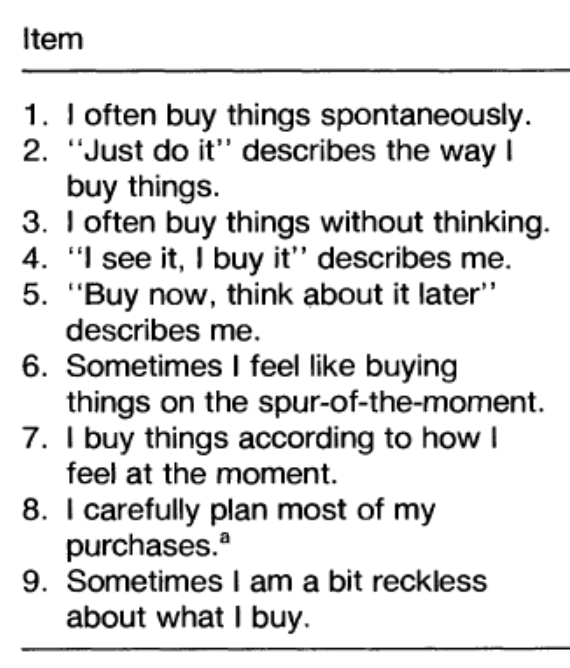 Item
1. I often buy things spontaneously.
2. ''Just do it'' describes the way I
buy things.
3. I often buy things without thinking.
4. ''I see it, I buy it'' describes me.
5. ''Buy now, think about it later''
describes me.
6. Sometimes I feel like buying
things on the spur-of-the-moment.
7. I buy things according to how I
feel at the moment.
8. I carefully plan most of my
purchases.ᵃ
9. Sometimes I am a bit reckless
about what I buy.